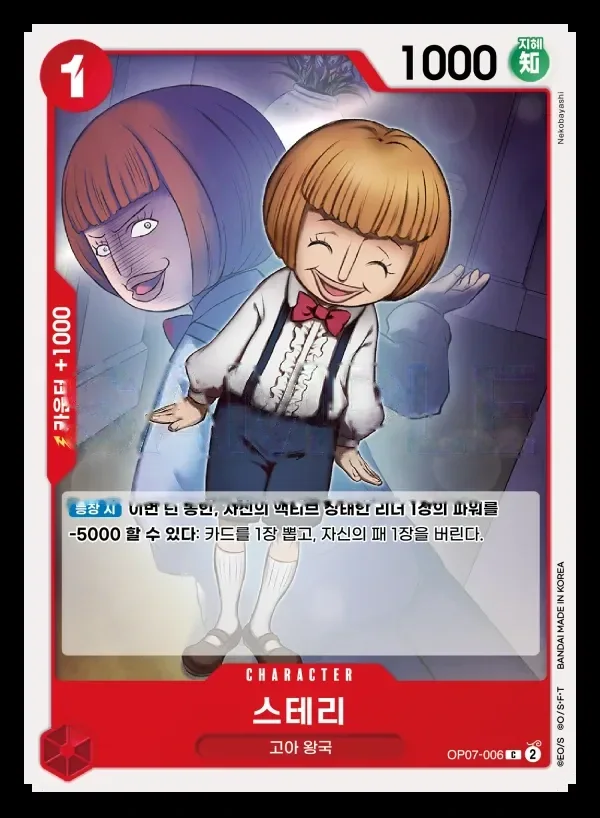 1
1000
지혜
知
Nekobayashi
카운터 +1000
등장 시 이번 턴 동안, 자신의 액티브 상태인 리더 1장의 파워를
-5000 할 수 있다: 카드를 1장 뽑고, 자신의 패 1장을 버린다.
CHARACTER
스테리
고아 왕국
OP07-006 C 2
©EIO/S ©O/S·F·T BANDAI MADE IN KOREA